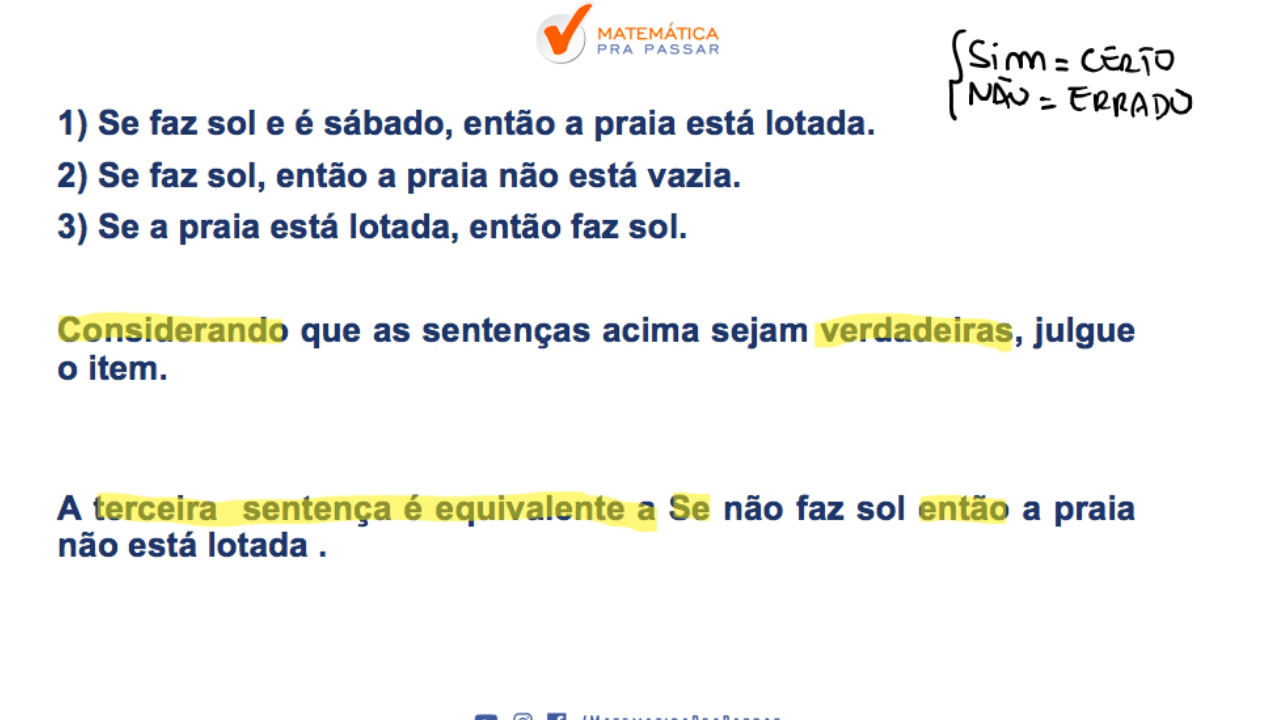 MATEMÁTICA
PRA PASSAR
Sim = CERTO
NÃO = ERRADO
1) Se faz sol e é sábado, então a praia está lotada.
2) Se faz sol, então a praia não está vazia.
3) Se a praia está lotada, então faz sol.
Considerando que as sentenças acima sejam verdadeiras, julgue
o item.
A terceira sentença é equivalente a Se não faz sol então a praia
não está lotada .
/MATEMATICAPRAPASSAR